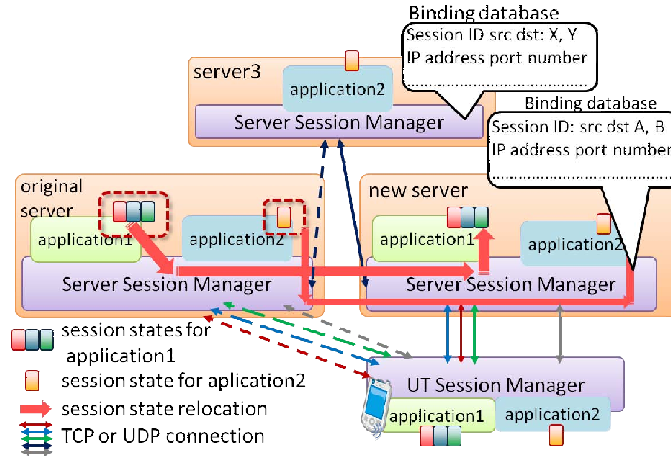 Binding database
Session ID src dst: X, Y
IP address port number
........................................
server3
application2
Server Session Manager
Binding database
Session ID: src dst A, B
IP address port number
........................................
original
server
application1
application2
Server Session Manager
new server
application1
application2
Server Session Manager
session states for
application1
session state for aplication2
session state relocation
TCP or UDP connection
UT Session Manager
application1
application2